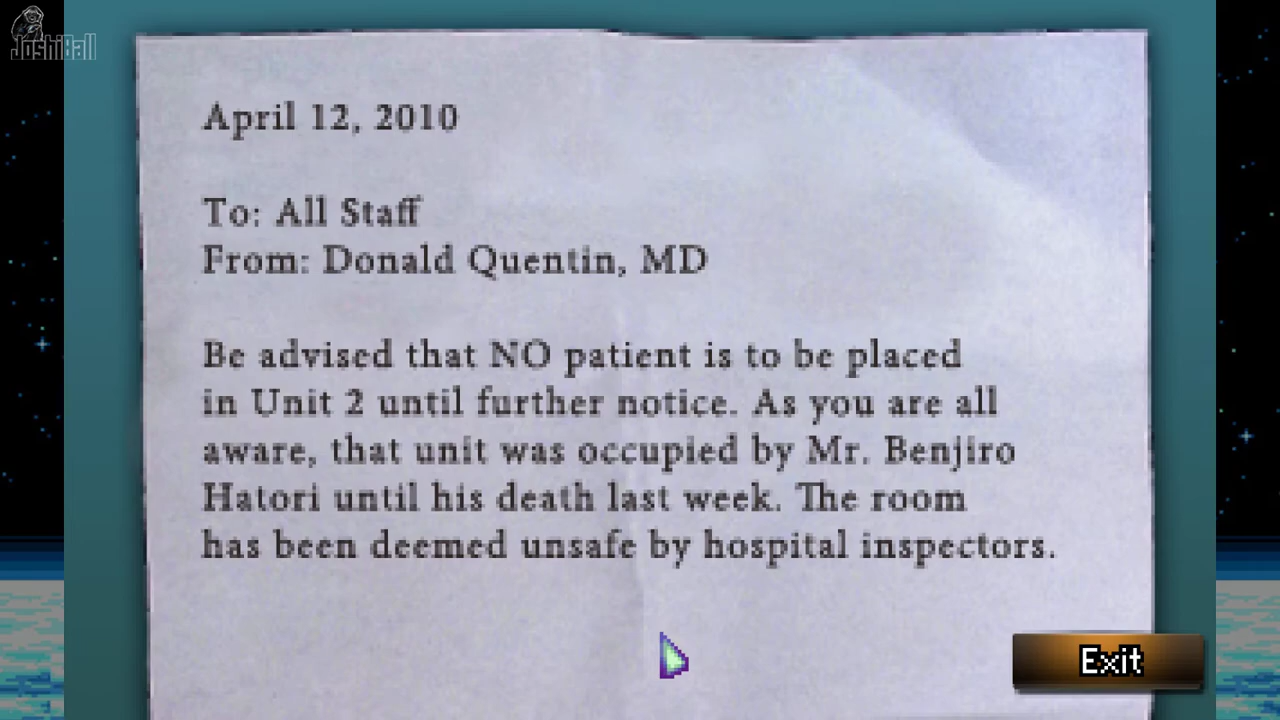 JoshiBall
April 12, 2010
To: All Staff
From: Donald Quentin, MD
Be advised that NO patient is to be placed
in Unit 2 until further notice. As you are all
aware, that unit was occupied by Mr. Benjiro
Hatori until his death last week. The room
has been deemed unsafe by hospital inspectors.
Exit